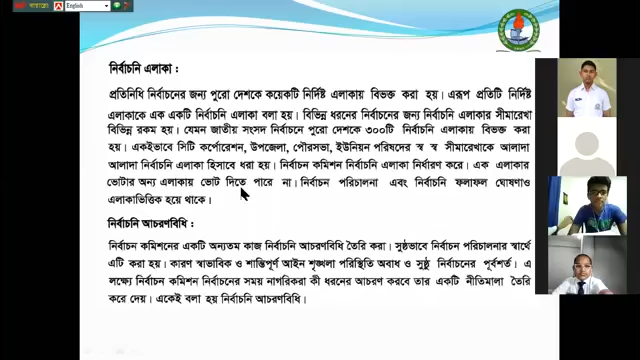 English
নির্বাচনি এলাকা :
প্রতিনিধি নির্বাচনের জন্য পুরো দেশকে কয়েকটি নির্দিষ্ট এলাকায় বিভক্ত করা হয়। এরূপ প্রতিটি নির্দিষ্ট
এলাকাকে এক একটি নির্বাচনি এলাকা বলা হয়। বিভিন্ন ধরনের নির্বাচনের জন্য নির্বাচনি এলাকার সীমারেখা
বিভিন্ন রকম হয়। যেমন জাতীয় সংসদ নির্বাচনে পুরো দেশকে ৩০০টি নির্বাচনি এলাকায় বিভক্ত করা
হয়। একইভাবে সিটি কর্পোরেশন, উপজেলা, পৌরসভা, ইউনিয়ন পরিষদের স্ব স্ব সীমারেখাকে আলাদা
আলাদা নির্বাচনি এলাকা হিসাবে ধরা হয়। নির্বাচন কমিশন নির্বাচনি এলাকা নির্ধারণ করে। এক এলাকার
ভোটার অন্য এলাকায় ভোট দিতে পারে না। নির্বাচন পরিচালনা এবং নির্বাচনি ফলাফল ঘোষণাও
এলাকাভিত্তিক হয়ে থাকে।
নির্বাচনি আচরণবিধি :
নির্বাচন কমিশনের একটি অন্যতম কাজ নির্বাচনি আচরণবিধি তৈরি করা। সুষ্ঠভাবে নির্বাচন পরিচালনার স্বার্থে
এটি করা হয়। কারণ স্বাভাবিক ও শান্তিপূর্ণ আইন শৃঙ্খলা পরিস্থিতি অবাধ ও সুষ্ঠু নির্বাচনের পূর্বশর্ত। এ
লক্ষ্যে নির্বাচন কমিশন নির্বাচনের সময় নাগরিকরা কী ধরনের আচরণ করবে তার একটি নীতিমালা তৈরি
করে দেয়। একেই বলা হয় নির্বাচনি আচরণবিধি।